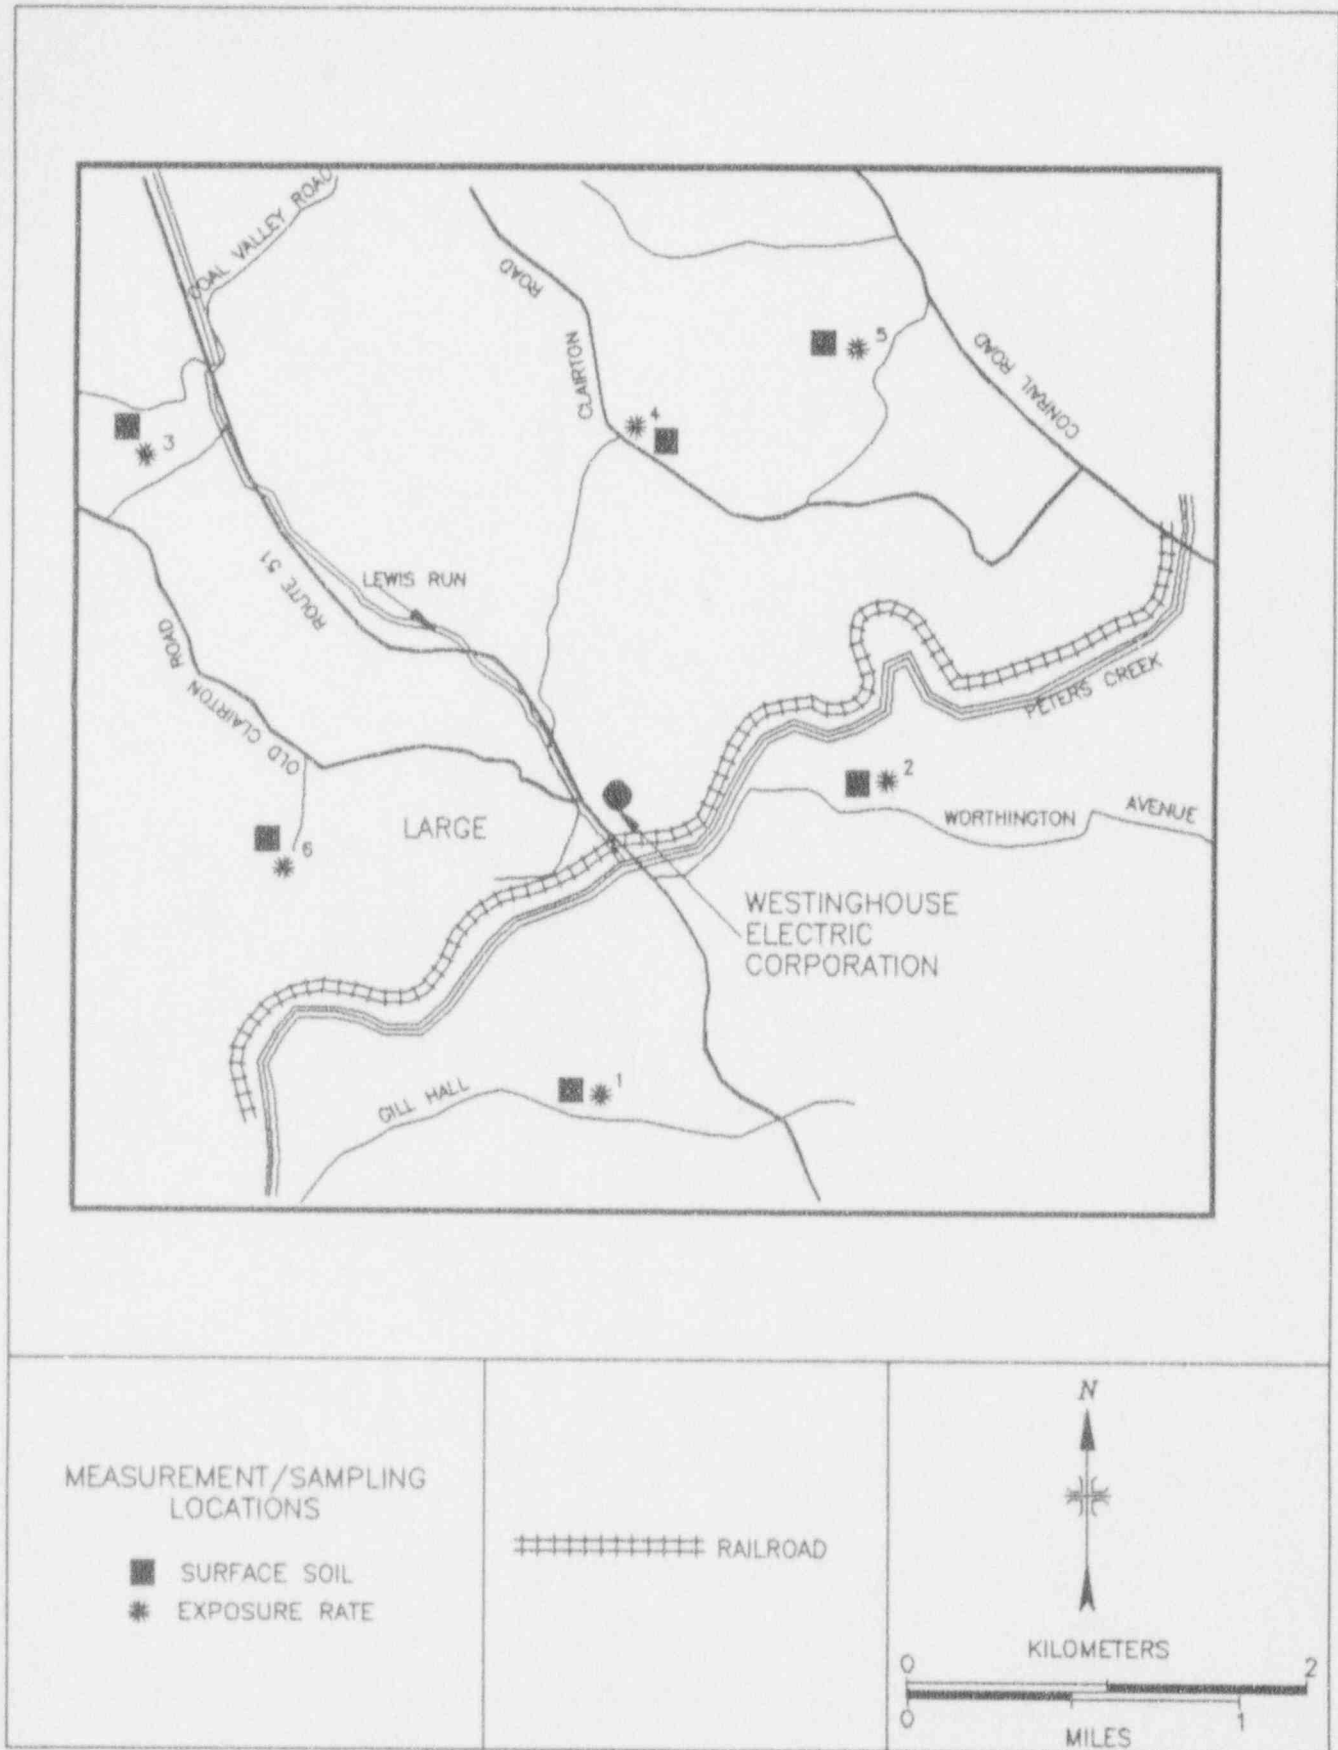 COAL VALLEY ROAD
ROAD
CLAIRTON
5
CONRAIL ROAD
4
3
ROUTE 51
LEWIS RUN
OLD CLAIRTON
ROAD
PETERS CREEK
2
WORTHINGTON
AVENUE
LARGE
6
WESTINGHOUSE
ELECTRIC
CORPORATION
GILL HALL
1
MEASUREMENT/SAMPLING
LOCATIONS
SURFACE SOIL
EXPOSURE RATE
RAILROAD
N
KILOMETERS
0 2
0 1
MILES